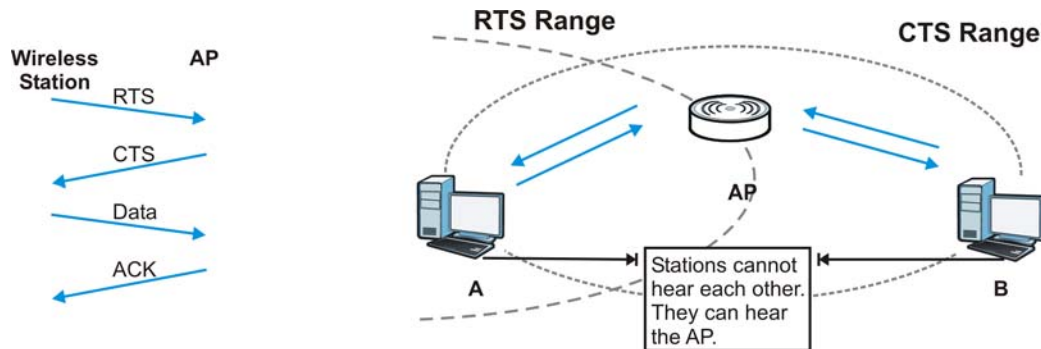 Wireless
Station
AP
RTS
CTS
Data
ACK
RTS Range
CTS Range
AP
A
B
Stations cannot
hear each other.
They can hear
the AP.